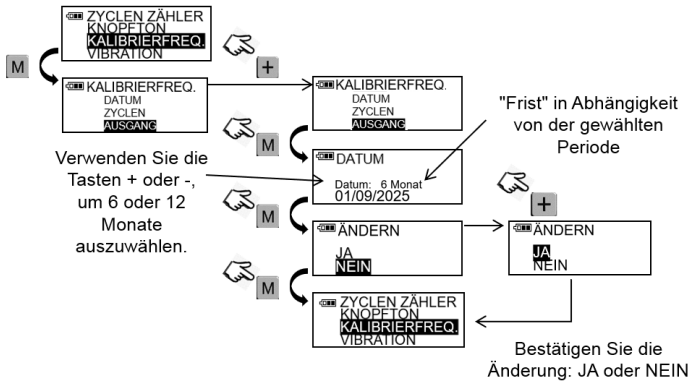 ZYCLEN ZÄHLER
KNOPFTON
KALIBRIERFREQ.
VIBRATION
M
+
KALIBRIERFREQ.
DATUM
ZYCLEN
AUSGANG
KALIBRIERFREQ.
DATUM
ZYCLEN
AUSGANG
"Frist" in Abhängigkeit
von der gewählten
Periode
M
Verwenden Sie die
Tasten + oder -,
um 6 oder 12
Monate
auszuwählen.
DATUM
Datum: 6 Monat
01/09/2025
M
+
ÄNDERN
JA
NEIN
ÄNDERN
JA
NEIN
M
ZYCLEN ZÄHLER
KNOPFTON
KALIBRIERFREQ.
VIBRATION
Bestätigen Sie die
Änderung: JA oder NEIN